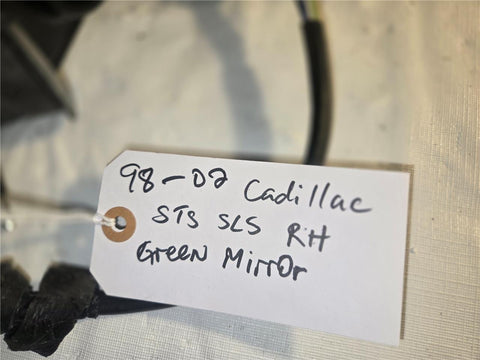 98-02 Cadillac
STS SLS RH
Green Mirror